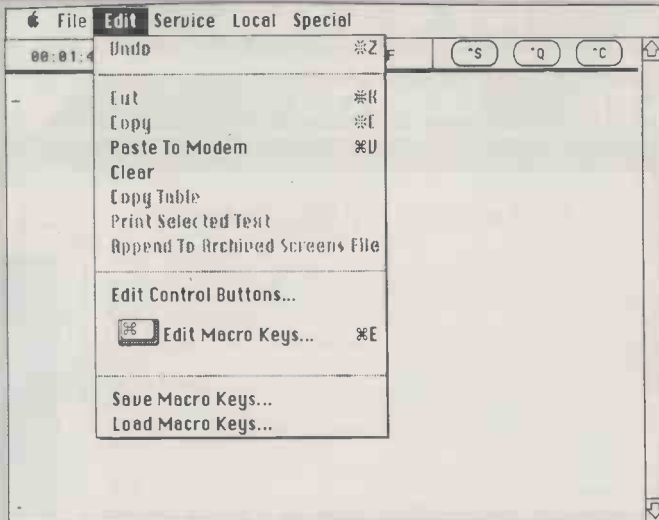 File Edit Service Local Special
00:01:4 F ^S ^Q ^C
Undo ⌘Z
Cut ⌘X
Copy ⌘C
Paste To Modem ⌘V
Clear
Copy Table
Print Selected Text
Append To Archived Screens File
Edit Control Buttons...
⌘ Edit Macro Keys... ⌘E
Save Macro Keys...
Load Macro Keys...